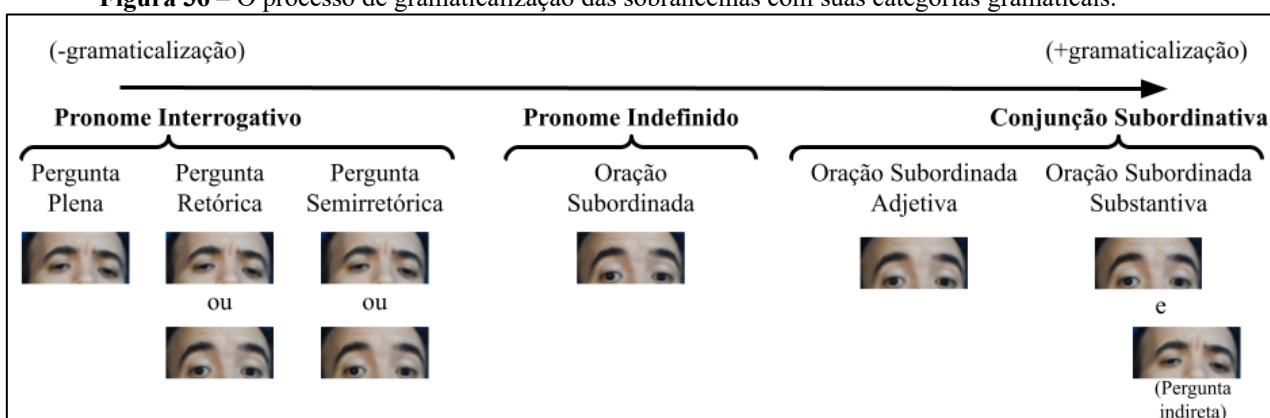 Figura 36 – O processo de gramaticalização das sobrancelhas com suas categorias gramaticais.
(-gramaticalização) (+gramaticalização)
Pronome Interrogativo Pronome Indefinido Conjunção Subordinativa
Pergunta Plena
Pergunta Retórica
Pergunta Semirretórica
Oração Subordinada
Oração Subordinada Adjetiva
Oração Subordinada Substantiva
ou ou e
(Pergunta
indireta)